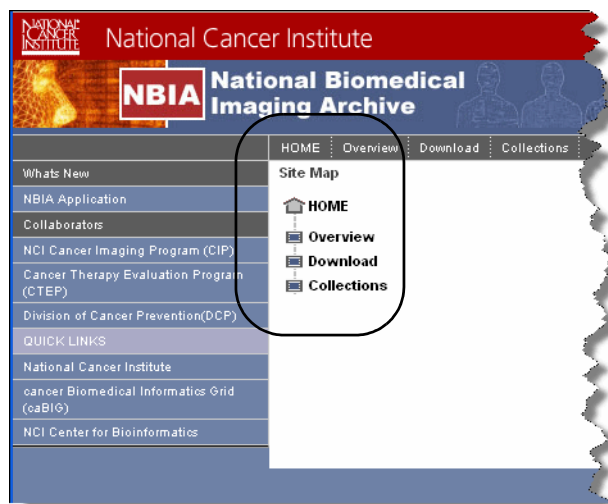 NATIONAL
CANCER
INSTITUTE
National Cancer Institute
NBIA
National Biomedical
Imaging Archive
HOME Overview Download Collections
Whats New
NBIA Application
Collaborators
NCI Cancer Imaging Program (CIP)
Cancer Therapy Evaluation Program
(CTEP)
Division of Cancer Prevention(DCP)
QUICK LINKS
National Cancer Institute
cancer Biomedical Informatics Grid
(caBIG)
NCI Center for Bioinformatics
Site Map
HOME
Overview
Download
Collections